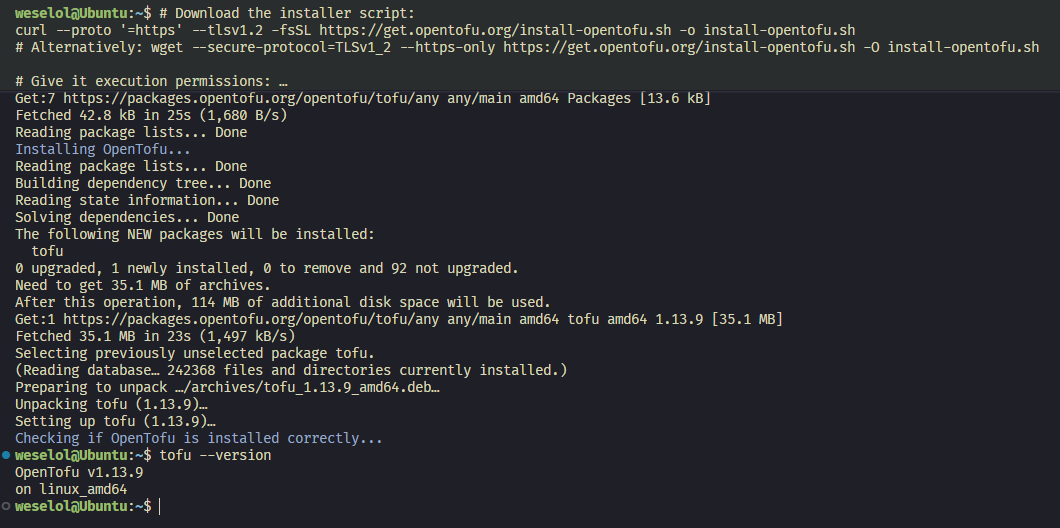 weselol@Ubuntu:~$ # Download the installer script:
curl --proto '=https' --tlsv1.2 -fsSL https://get.opentofu.org/install-opentofu.sh -o install-opentofu.sh
# Alternatively: wget --secure-protocol=TLSv1_2 --https-only https://get.opentofu.org/install-opentofu.sh -O install-opentofu.sh
# Give it execution permissions: …
Get:7 https://packages.opentofu.org/opentofu/tofu/any any/main amd64 Packages [13.6 kB]
Fetched 42.8 kB in 25s (1,680 B/s)
Reading package lists... Done
Installing OpenTofu...
Reading package lists... Done
Building dependency tree... Done
Reading state information... Done
Solving dependencies... Done
The following NEW packages will be installed:
  tofu
0 upgraded, 1 newly installed, 0 to remove and 92 not upgraded.
Need to get 35.1 MB of archives.
After this operation, 114 MB of additional disk space will be used.
Get:1 https://packages.opentofu.org/opentofu/tofu/any any/main amd64 tofu amd64 1.13.9 [35.1 MB]
Fetched 35.1 MB in 23s (1,497 kB/s)
Selecting previously unselected package tofu.
(Reading database… 242368 files and directories currently installed.)
Preparing to unpack …/archives/tofu_1.13.9_amd64.deb…
Unpacking tofu (1.13.9)…
Setting up tofu (1.13.9)…
Checking if OpenTofu is installed correctly...
weselol@Ubuntu:~$ tofu --version
OpenTofu v1.13.9
on linux_amd64
weselol@Ubuntu:~$